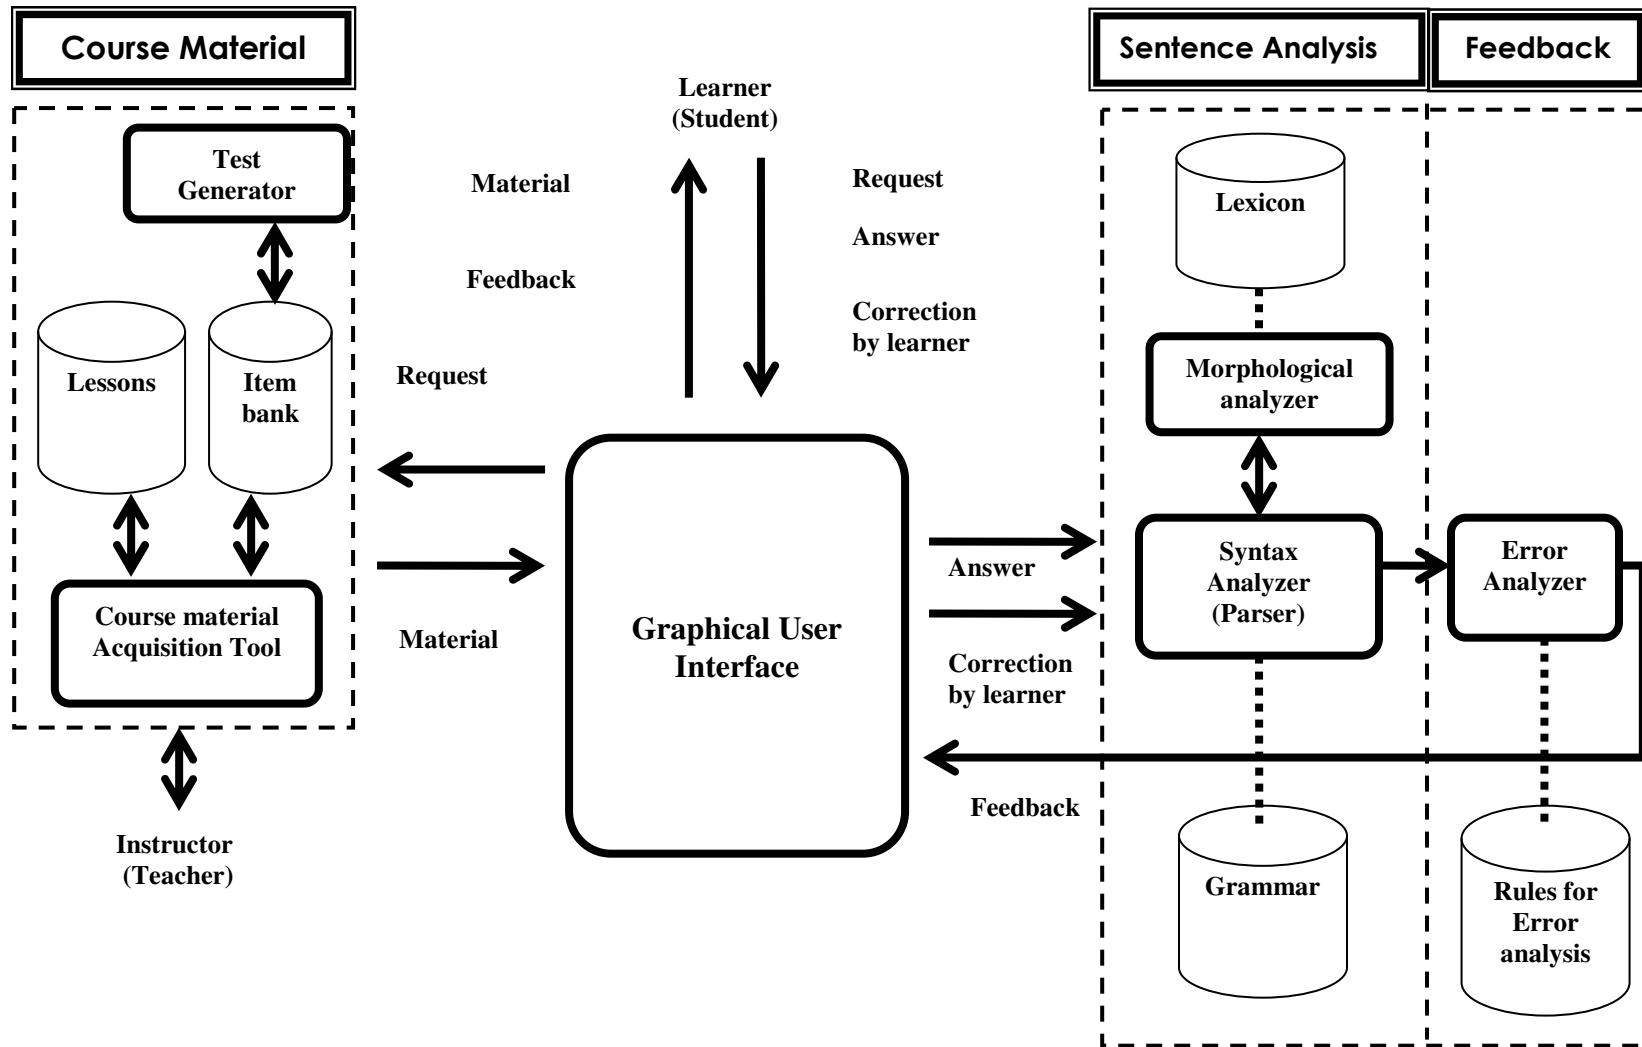 Course Material
Sentence Analysis
Feedback
Learner
(Student)
Test
Generator
Material
Request
Lexicon
Answer
Feedback
Correction
by learner
Lessons
Item
bank
Request
Morphological
analyzer
Syntax
Analyzer
(Parser)
Error
Analyzer
Answer
Course material
Acquisition Tool
Material
Graphical User
Interface
Correction
by learner
Feedback
Instructor
(Teacher)
Grammar
Rules for
Error
analysis